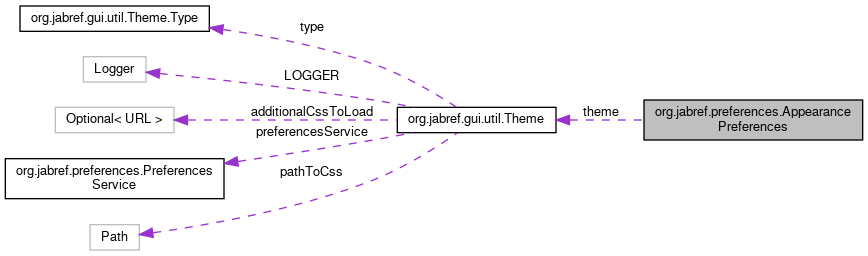 org.jabref.gui.util.Theme.Type
type
Logger
LOGGER
Optional< URL >
additionalCssToLoad
org.jabref.gui.util.Theme
theme
org.jabref.preferences.Appearance
Preferences
preferencesService
org.jabref.preferences.Preferences
Service
pathToCss
Path